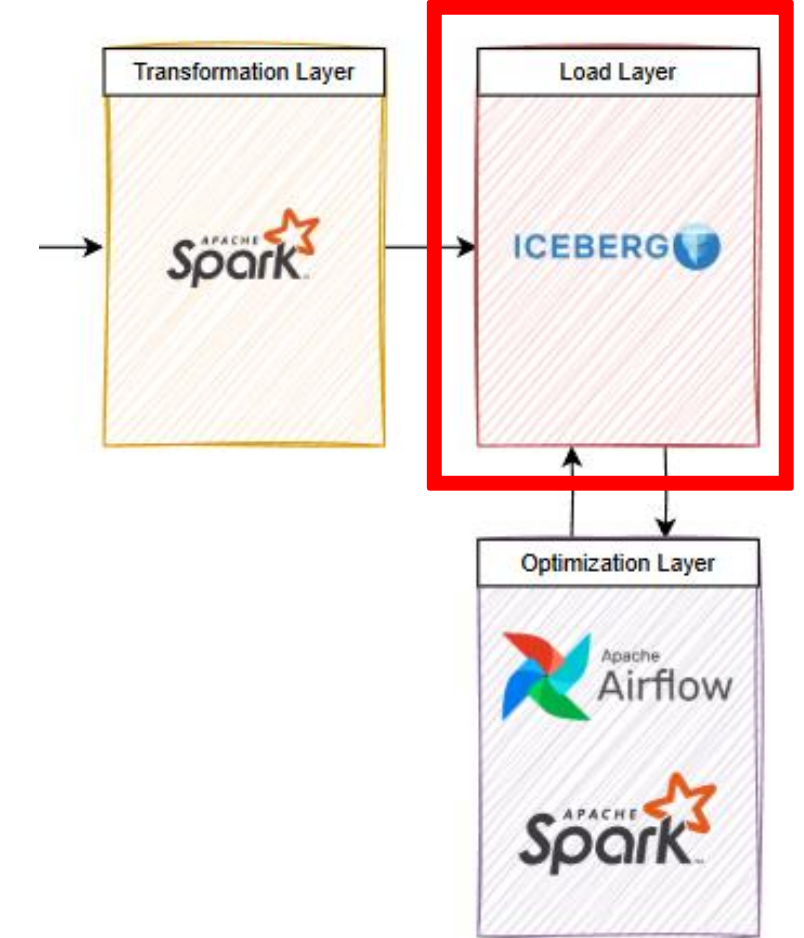 Transformation Layer
Load Layer
APACHE
Spark
ICEBERG
Optimization Layer
Apache
Airflow
APACHE
Spark